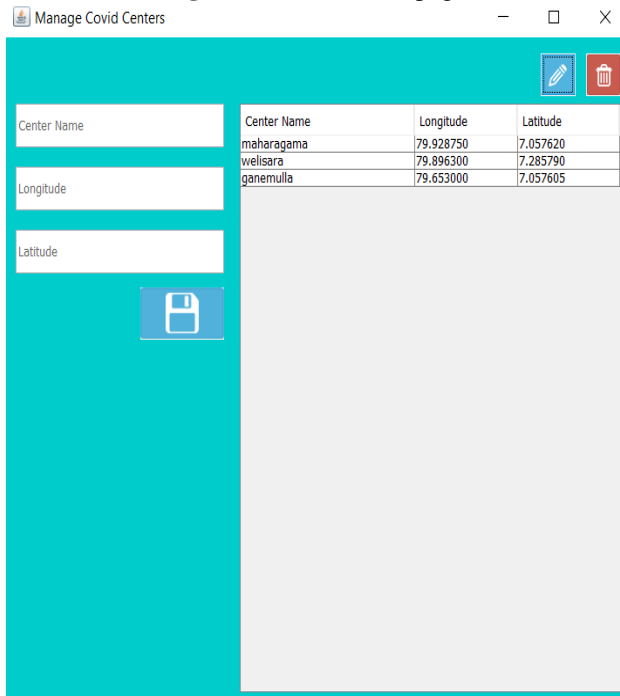 Manage Covid Centers
Center Name
Longitude
Latitude
Center Name Longitude Latitude
maharagama 79.928750 7.057620
welisara 79.896300 7.285790
ganemulla 79.653000 7.057605